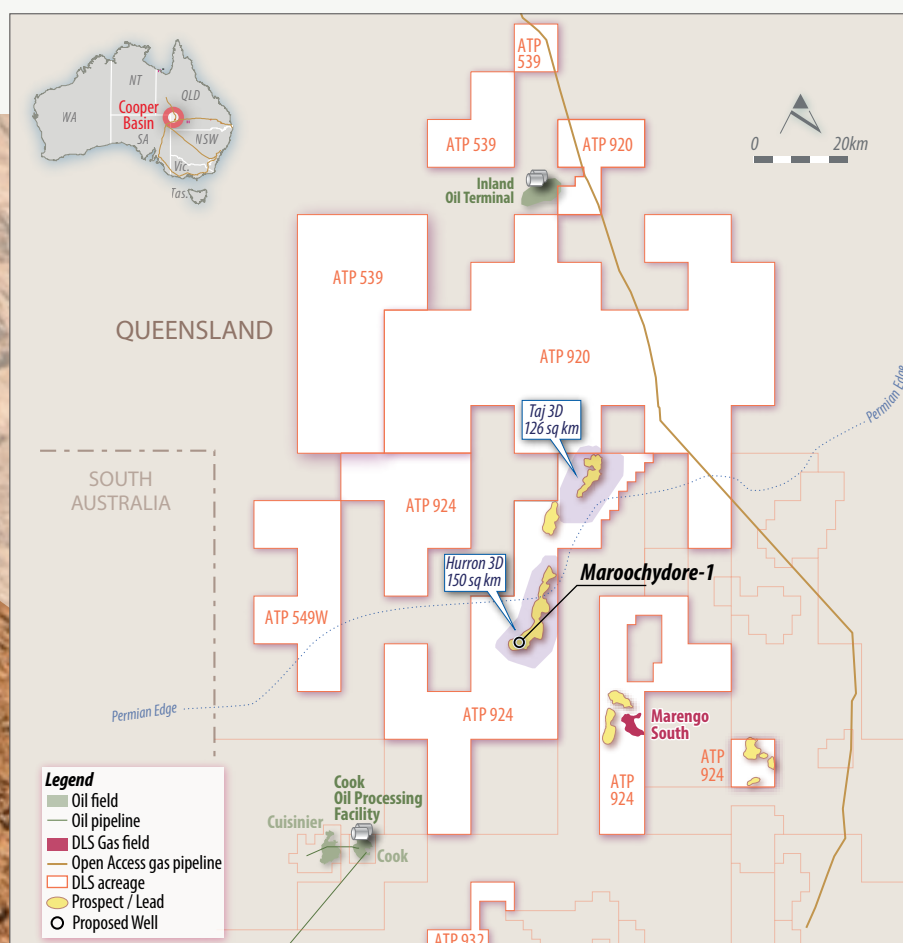 NT
QLD
WA
Cooper
Basin
SA
NSW
Vic.
Tas.
ATP
539
ATP 539
ATP 920
0 20km
Inland
Oil Terminal
ATP 539
QUEENSLAND
ATP 920
Permian Edge
Taj 3D
126 sq km
SOUTH
AUSTRALIA
ATP 924
Hurron 3D
150 sq km
Maroochydore-1
ATP 549W
Permian Edge
ATP 924
Marengo
South
ATP
924
ATP
924
Cook
Oil Processing
Facility
Cuisinier
Cook
Legend
Oil field
Oil pipeline
DLS Gas field
Open Access gas pipeline
DLS acreage
Prospect / Lead
Proposed Well
ATP 932